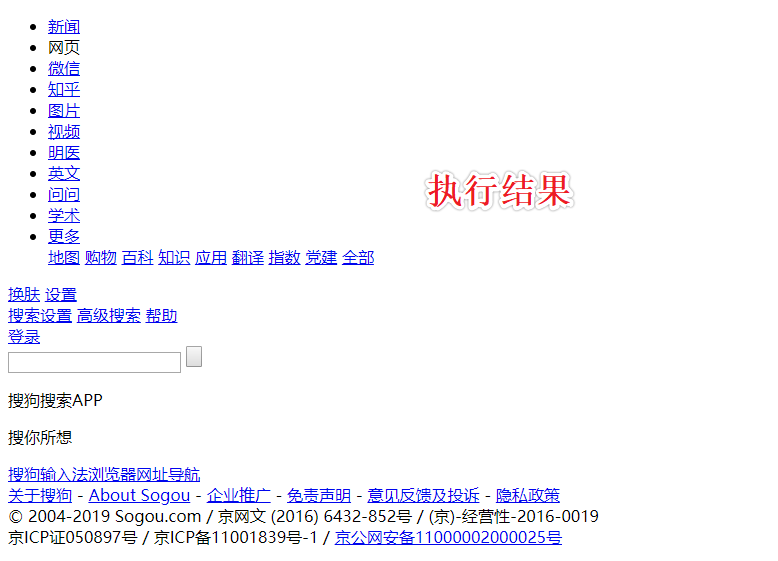 新闻
网页
微信
知乎
图片
视频
明医
英文
问问
学术
更多
地图 购物 百科 知识 应用 翻译 指数 党建 全部
执行结果
换肤 设置
搜索设置 高级搜索 帮助
登录
搜狗搜索APP
搜你所想
搜狗输入法浏览器网址导航
关于搜狗 - About Sogou - 企业推广 - 免责声明 - 意见反馈及投诉 - 隐私政策
© 2004-2019 Sogou.com / 京网文 (2016) 6432-852号 / (京)-经营性-2016-0019
京ICP证050897号 / 京ICP备11001839号-1 / 京公网安备11000002000025号